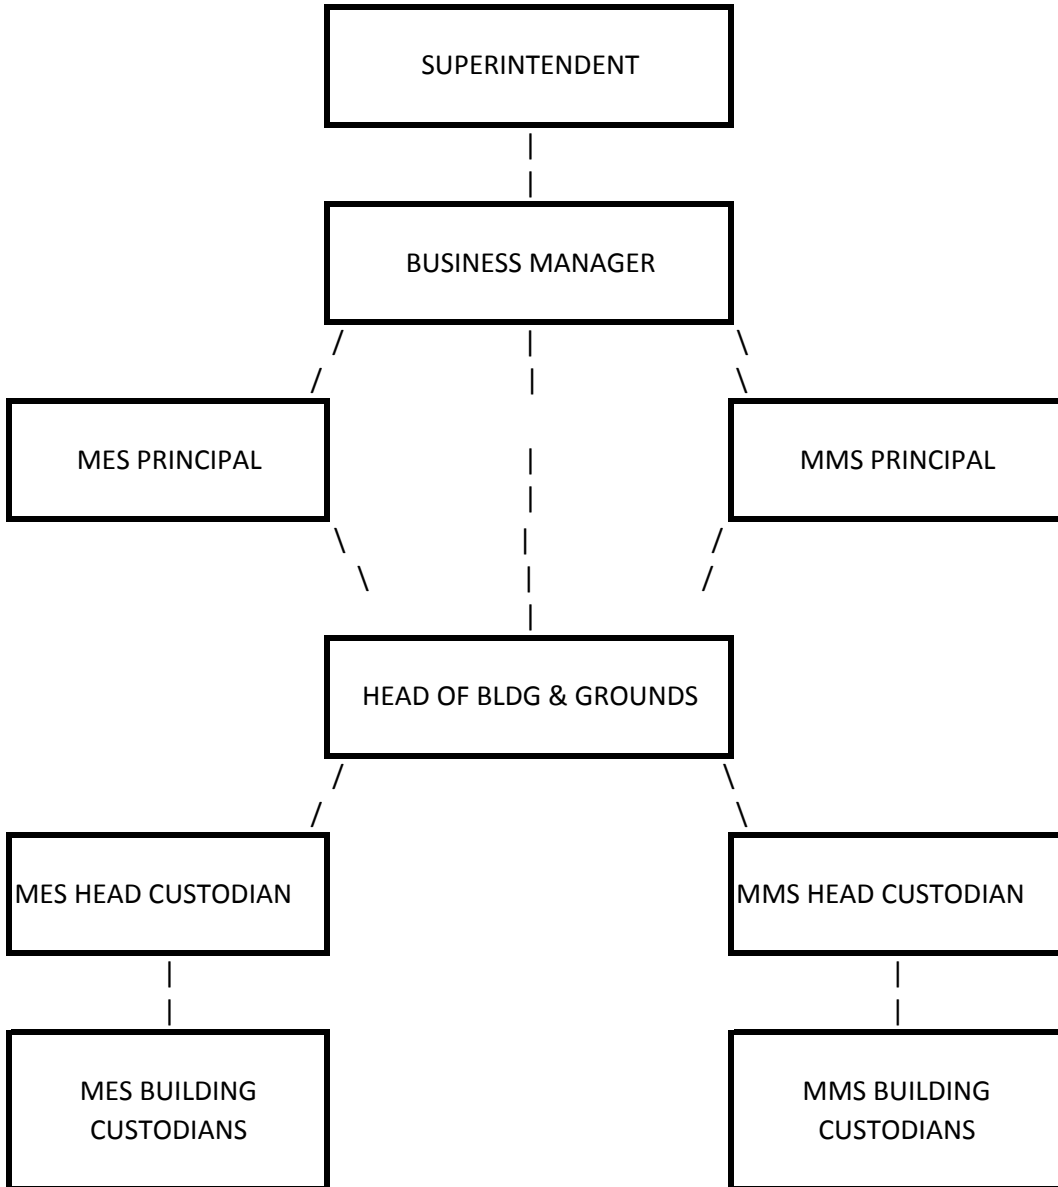 SUPERINTENDENT
BUSINESS MANAGER
MES PRINCIPAL
MMS PRINCIPAL
HEAD OF BLDG & GROUNDS
MES HEAD CUSTODIAN
MMS HEAD CUSTODIAN
MES BUILDING
CUSTODIANS
MMS BUILDING
CUSTODIANS